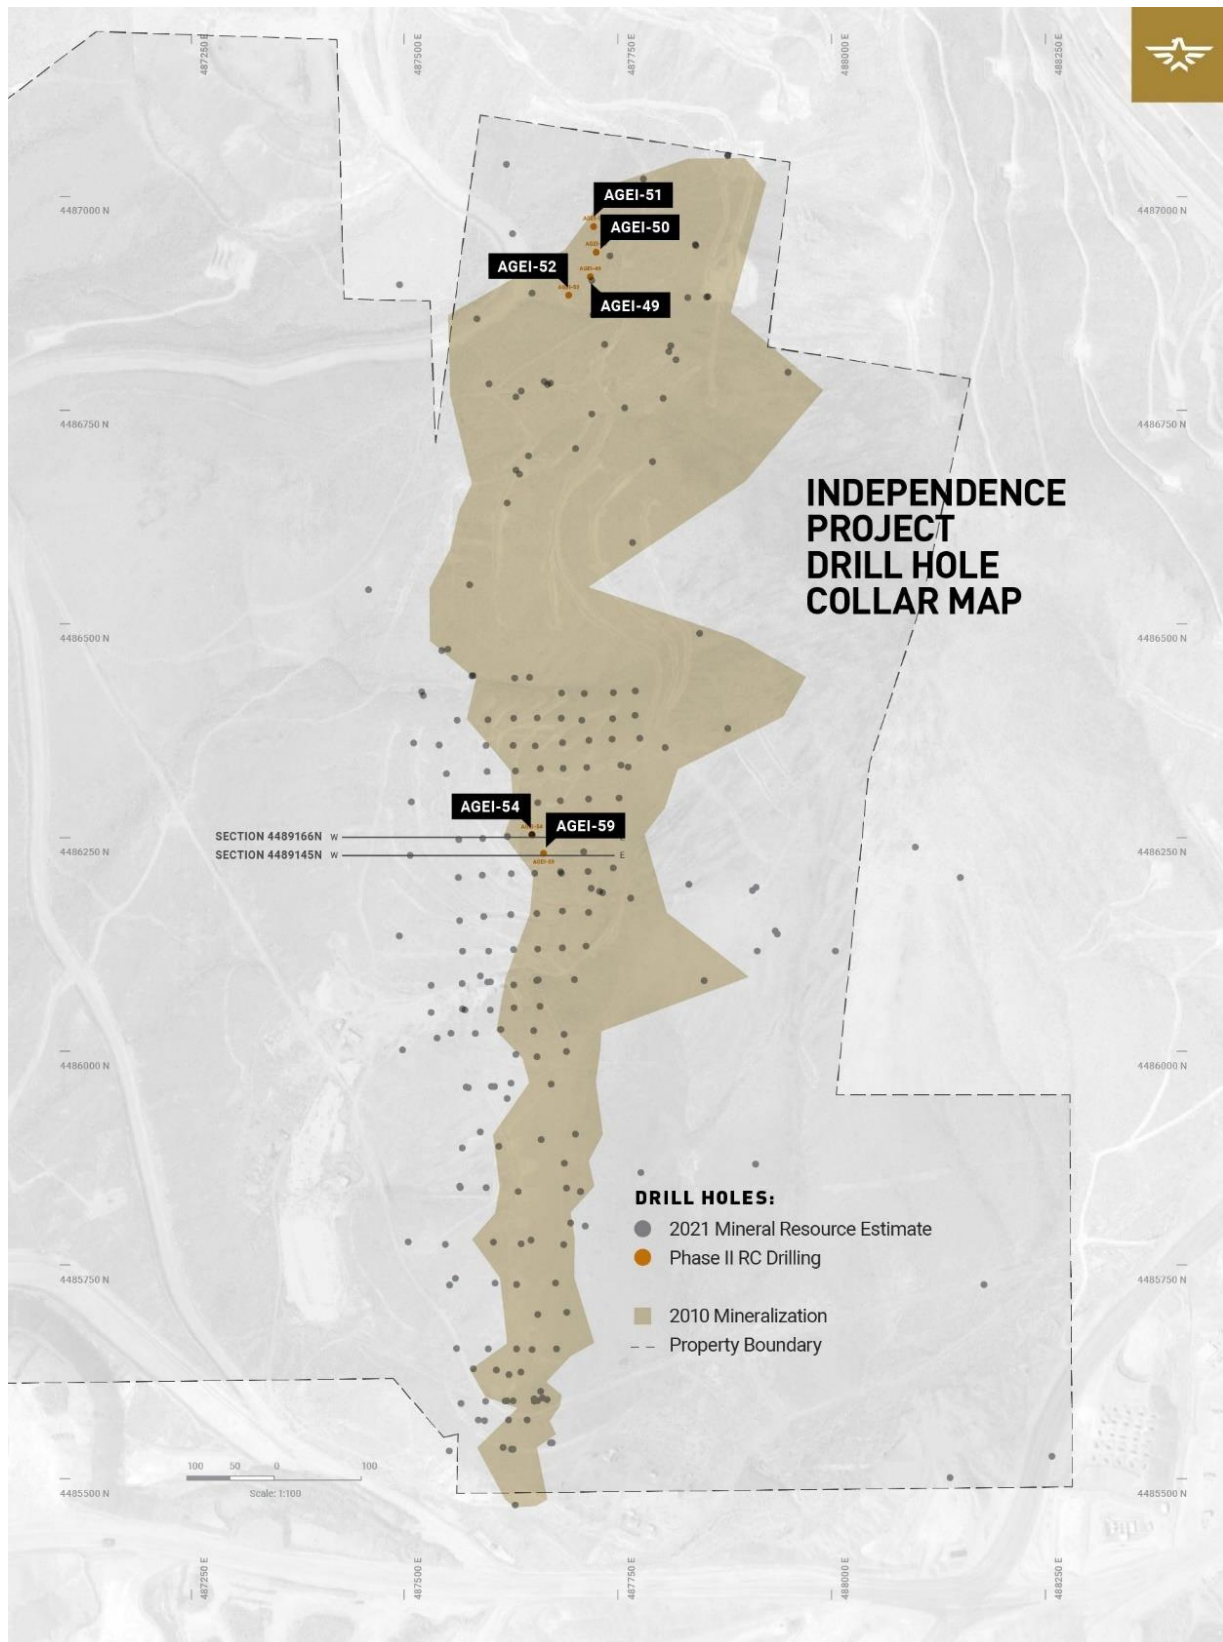 487250 E
487500 E
487750 E
488000 E
488250 E
AGEI-51
4487000 N
4487000 N
AGEI-50
AGEI-52
AGEI-49
4486750 N
4486750 N
INDEPENDENCE
PROJECT
DRILL HOLE
COLLAR MAP
4486500 N
4486500 N
AGEI-54
AGEI-59
SECTION 4489166N W
SECTION 4489145N W
E
4486250 N
4486250 N
AGEI-59
4486000 N
4486000 N
DRILL HOLES:
2021 Mineral Resource Estimate
Phase II RC Drilling
4485750 N
4485750 N
2010 Mineralization
Property Boundary
100 50 0 100
Scale: 1:100
4485500 N
4485500 N
487250 E
487500 E
487750 E
488000 E
488250 E